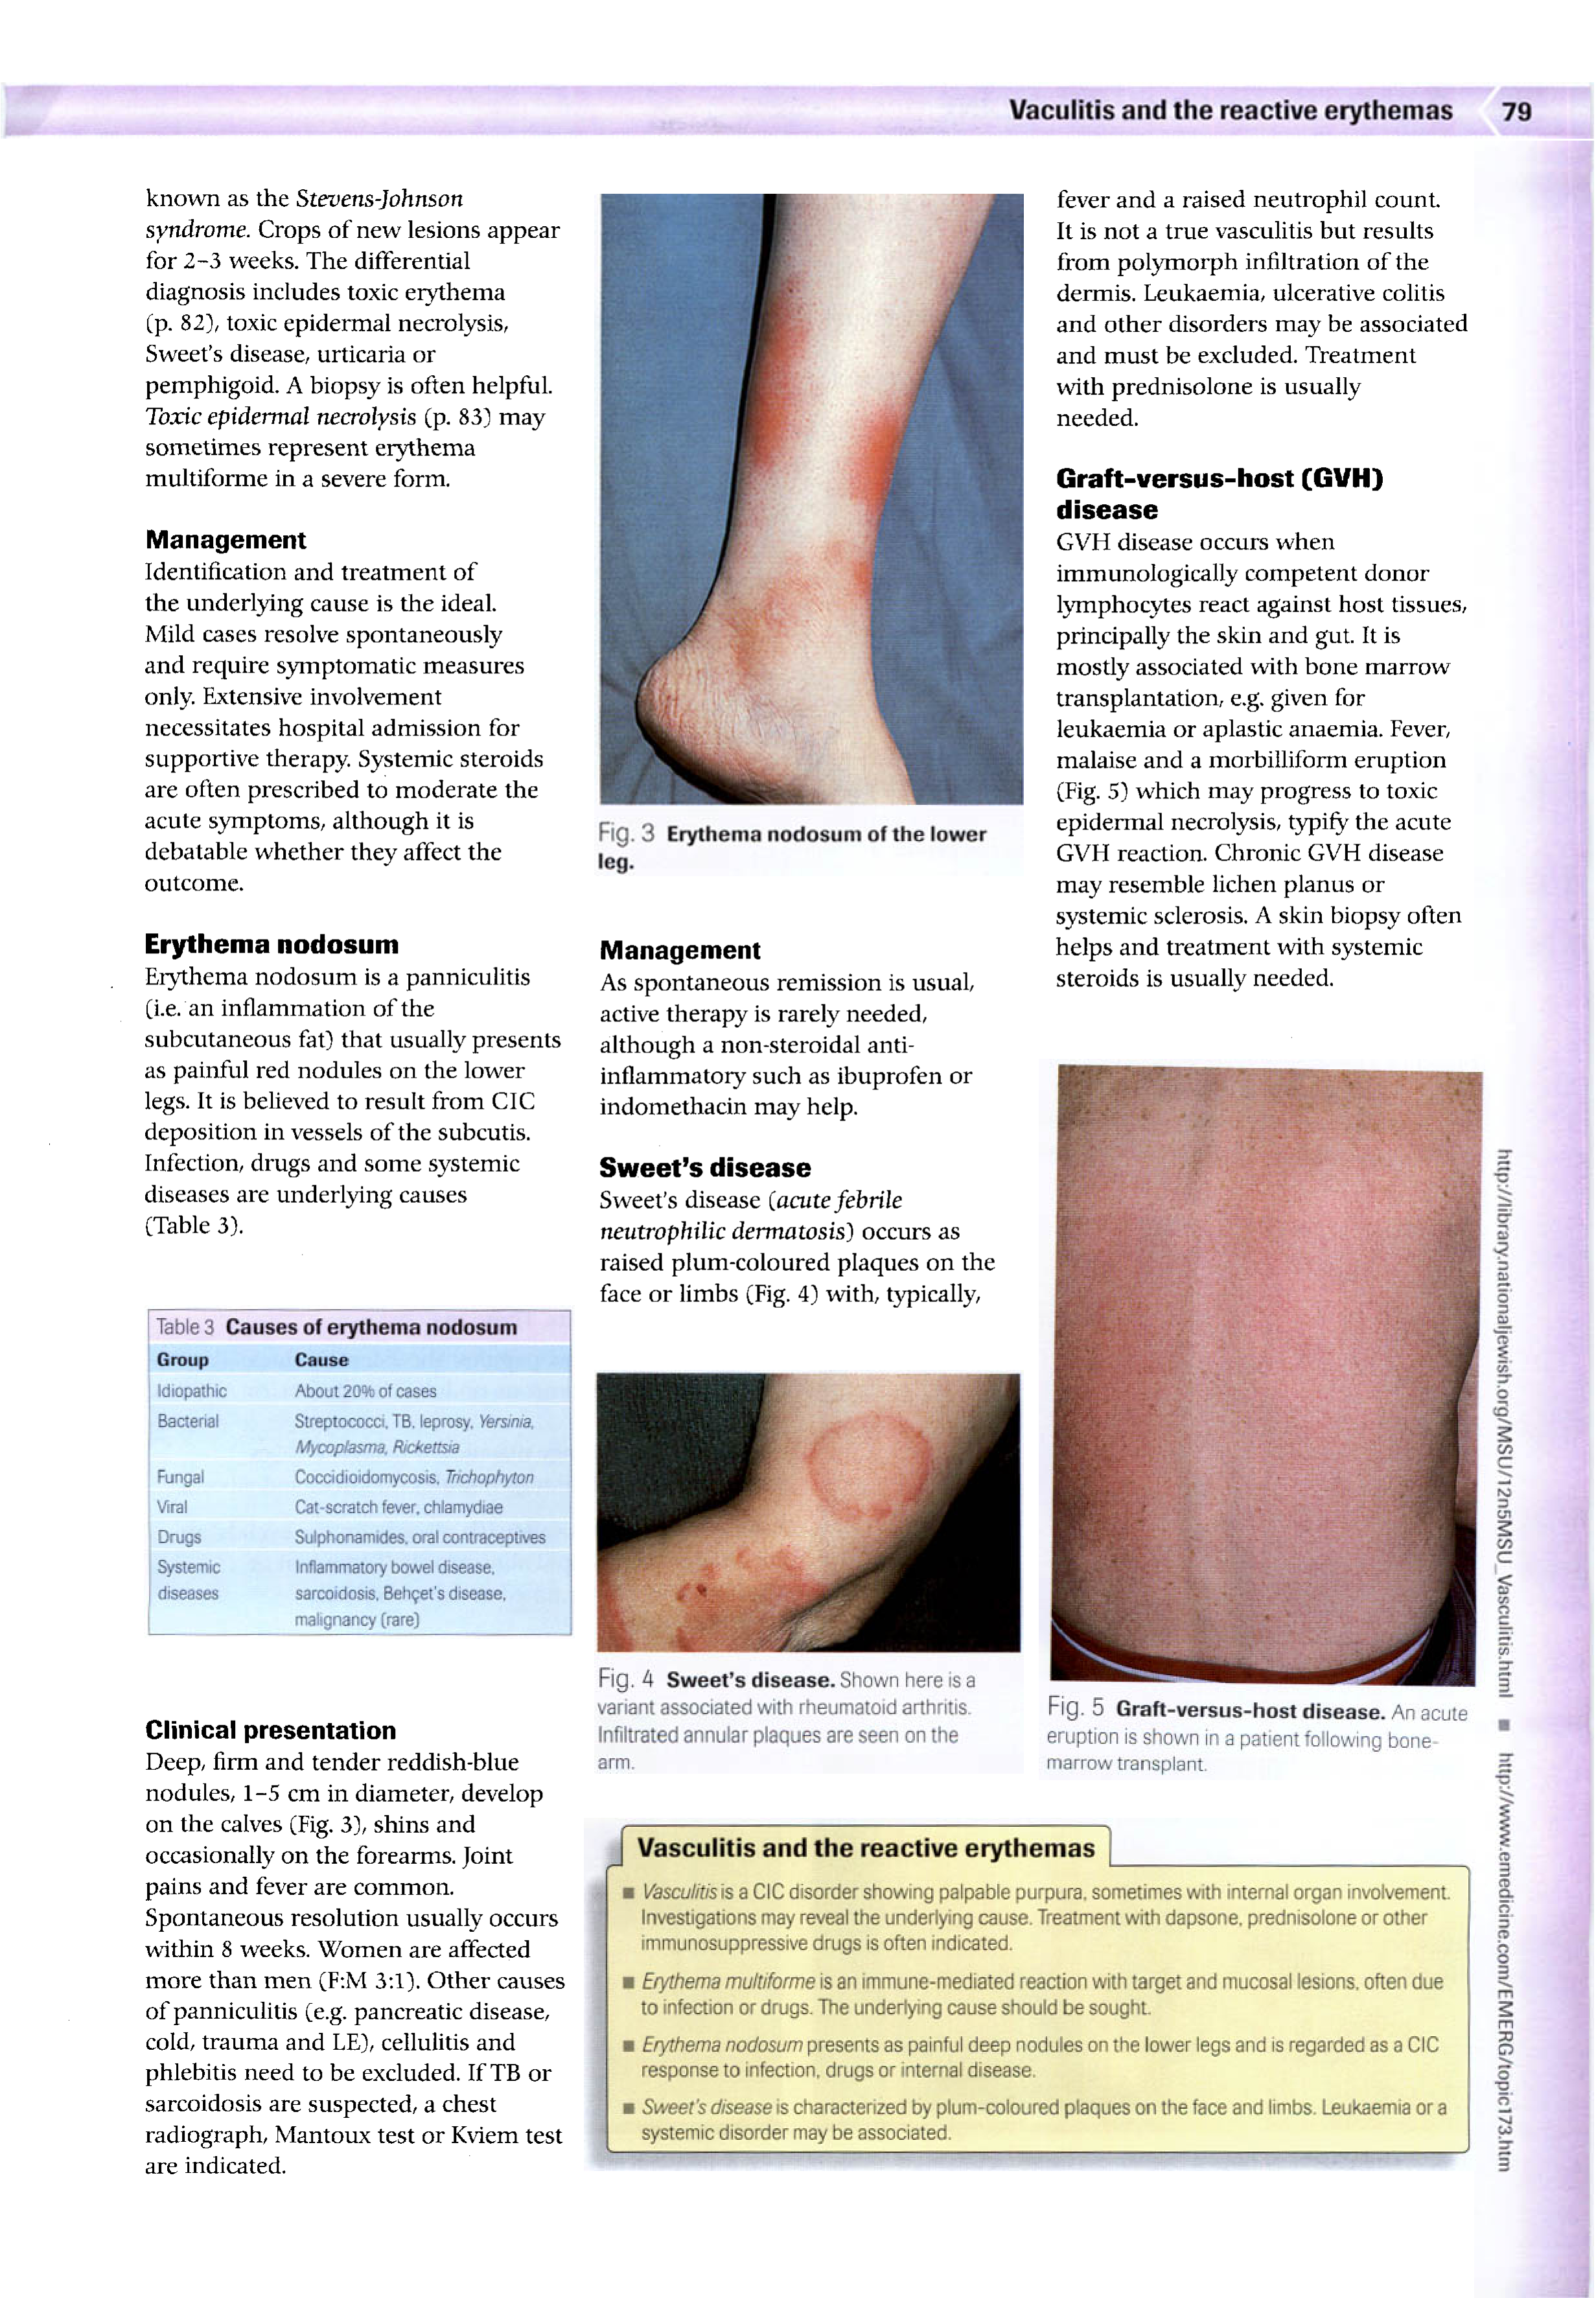 Vaculitis and the reactive erythemas 79
known as the Stevens-Johnson
syndrome. Crops of new lesions appear
for 2–3 weeks. The differential
diagnosis includes toxic erythema
(p. 82), toxic epidermal necrolysis,
Sweet's disease, urticaria or
pemphigoid. A biopsy is often helpful.
Toxic epidermal necrolysis (p. 83) may
sometimes represent erythema
multiforme in a severe form.
Management
Identification and treatment of
the underlying cause is the ideal.
Mild cases resolve spontaneously
and require symptomatic measures
only. Extensive involvement
necessitates hospital admission for
supportive therapy. Systemic steroids
are often prescribed to moderate the
acute symptoms, although it is
debatable whether they affect the
outcome.
Erythema nodosum
Erythema nodosum is a panniculitis
(i.e. an inflammation of the
subcutaneous fat) that usually presents
as painful red nodules on the lower
legs. It is believed to result from CIC
deposition in vessels of the subcutis.
Infection, drugs and some systemic
diseases are underlying causes
(Table 3).
Table 3 Causes of erythema nodosum
Group Cause
Idiopathic About 20% of cases
Bacterial Streptococci, TB, leprosy, Yersinia,
Mycoplasma, Rickettsia
Fungal Coccidioidomycosis, Trichophyton
Viral Cat-scratch fever, chlamydiae
Drugs Sulphonamides, oral contraceptives
Systemic Inflammatory bowel disease,
diseases sarcoidosis, Behçet's disease,
malignancy (rare)
Clinical presentation
Deep, firm and tender reddish-blue
nodules, 1–5 cm in diameter, develop
on the calves (Fig. 3), shins and
occasionally on the forearms. Joint
pains and fever are common.
Spontaneous resolution usually occurs
within 8 weeks. Women are affected
more than men (F:M 3:1). Other causes
of panniculitis (e.g. pancreatic disease,
cold, trauma and LE), cellulitis and
phlebitis need to be excluded. If TB or
sarcoidosis are suspected, a chest
radiograph, Mantoux test or Kviem test
are indicated.
Fig. 3 Erythema nodosum of the lower
leg.
Management
As spontaneous remission is usual,
active therapy is rarely needed,
although a non-steroidal anti-
inflammatory such as ibuprofen or
indomethacin may help.
Sweet's disease
Sweet's disease (acute febrile
neutrophilic dermatosis) occurs as
raised plum-coloured plaques on the
face or limbs (Fig. 4) with, typically,
Fig. 4 Sweet's disease. Shown here is a
variant associated with rheumatoid arthritis.
Infiltrated annular plaques are seen on the
arm.
fever and a raised neutrophil count.
It is not a true vasculitis but results
from polymorph infiltration of the
dermis. Leukaemia, ulcerative colitis
and other disorders may be associated
and must be excluded. Treatment
with prednisolone is usually
needed.
Graft-versus-host (GVH)
disease
GVH disease occurs when
immunologically competent donor
lymphocytes react against host tissues,
principally the skin and gut. It is
mostly associated with bone marrow
transplantation, e.g. given for
leukaemia or aplastic anaemia. Fever,
malaise and a morbilliform eruption
(Fig. 5) which may progress to toxic
epidermal necrolysis, typify the acute
GVH reaction. Chronic GVH disease
may resemble lichen planus or
systemic sclerosis. A skin biopsy often
helps and treatment with systemic
steroids is usually needed.
Fig. 5 Graft-versus-host disease. An acute
eruption is shown in a patient following bone-
marrow transplant.
Vasculitis and the reactive erythemas
■ Vasculitis is a CIC disorder showing palpable purpura, sometimes with internal organ involvement.
Investigations may reveal the underlying cause. Treatment with dapsone, prednisolone or other
immunosuppressive drugs is often indicated.
■ Erythema multiforme is an immune-mediated reaction with target and mucosal lesions, often due
to infection or drugs. The underlying cause should be sought.
■ Erythema nodosum presents as painful deep nodules on the lower legs and is regarded as a CIC
response to infection, drugs or internal disease.
■ Sweet's disease is characterized by plum-coloured plaques on the face and limbs. Leukaemia or a
systemic disorder may be associated.
http://library.nationaljewish.org/MSU/12n5MSU_Vasculitis.html ■ http://www.emedicine.com/EMERG/topic173.htm